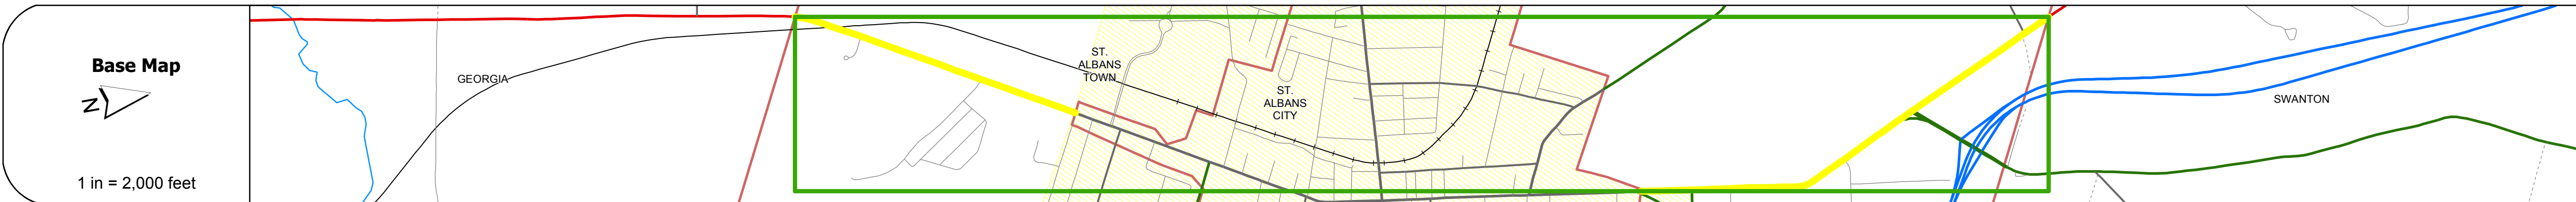 Base Map
N
1 in = 2,000 feet
GEORGIA
ST.
ALBANS
TOWN
ST.
ALBANS
CITY
SWANTON